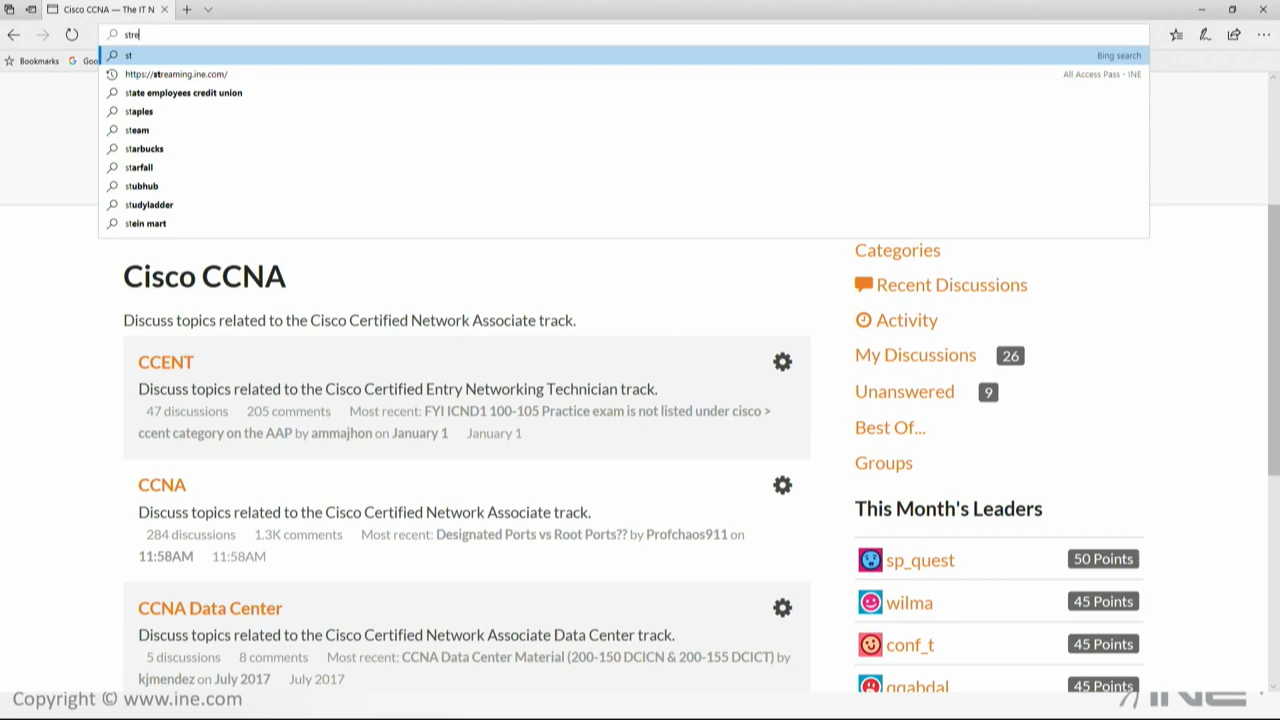 Cisco CCNA — The IT N
stre
Bookmarks
Goo
st
Bing search
https://streaming.ine.com/
All Access Pass - INE
state employees credit union
staples
steam
starbucks
starfall
stubhub
studyladder
stein mart
Cisco CCNA
Discuss topics related to the Cisco Certified Network Associate track.
CCENT
Discuss topics related to the Cisco Certified Entry Networking Technician track.
47 discussions 205 comments Most recent: FYI ICND1 100-105 Practice exam is not listed under cisco >
ccent category on the AAP by ammajhon on January 1 January 1
CCNA
Discuss topics related to the Cisco Certified Network Associate track.
284 discussions 1.3K comments Most recent: Designated Ports vs Root Ports?? by Profchaos911 on
11:58AM 11:58AM
CCNA Data Center
Discuss topics related to the Cisco Certified Network Associate Data Center track.
5 discussions 8 comments Most recent: CCNA Data Center Material (200-150 DCICN & 200-155 DCICT) by
kjmendez on July 2017 July 2017
Categories
Recent Discussions
Activity
My Discussions 26
Unanswered 9
Best Of...
Groups
This Month's Leaders
sp_quest 50 Points
wilma 45 Points
conf_t 45 Points
45 Points
Copyright © www.ine.com
INE